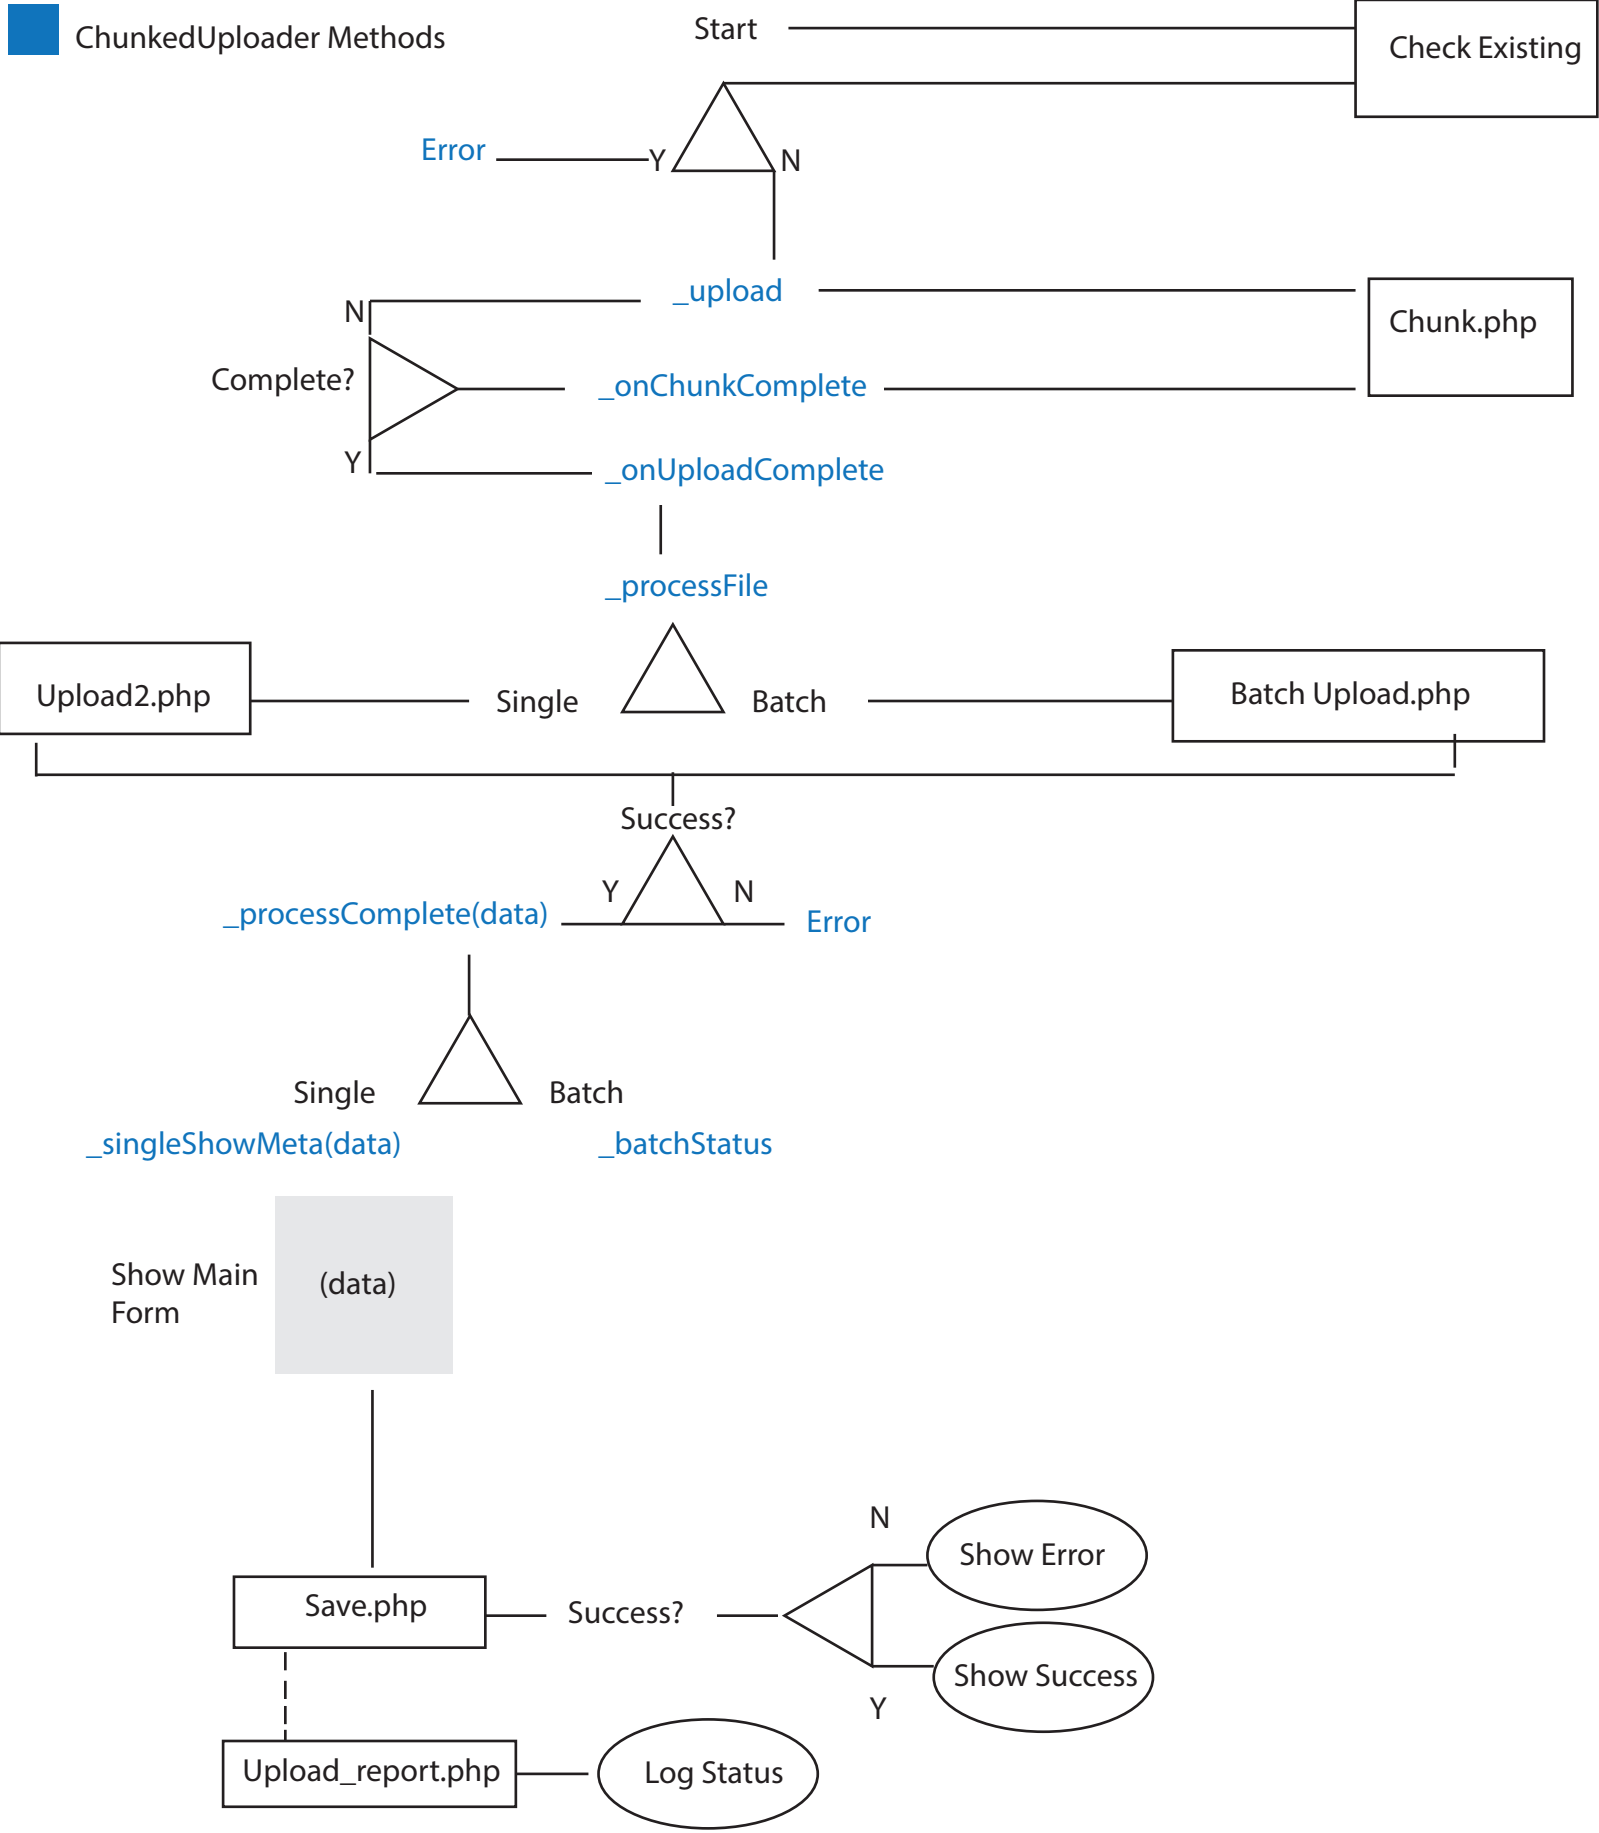 ChunkedUploader Methods
Start
Check Existing
Error
Y
N
_upload
N
Chunk.php
Complete?
_onChunkComplete
Y
_onUploadComplete
_processFile
Upload2.php
Single
Batch
Batch Upload.php
Success?
Y
N
_processComplete(data)
Error
Single
Batch
_singleShowMeta(data)
_batchStatus
Show Main
Form
(data)
N
Show Error
Save.php
Success?
Show Success
Y
Upload_report.php
Log Status